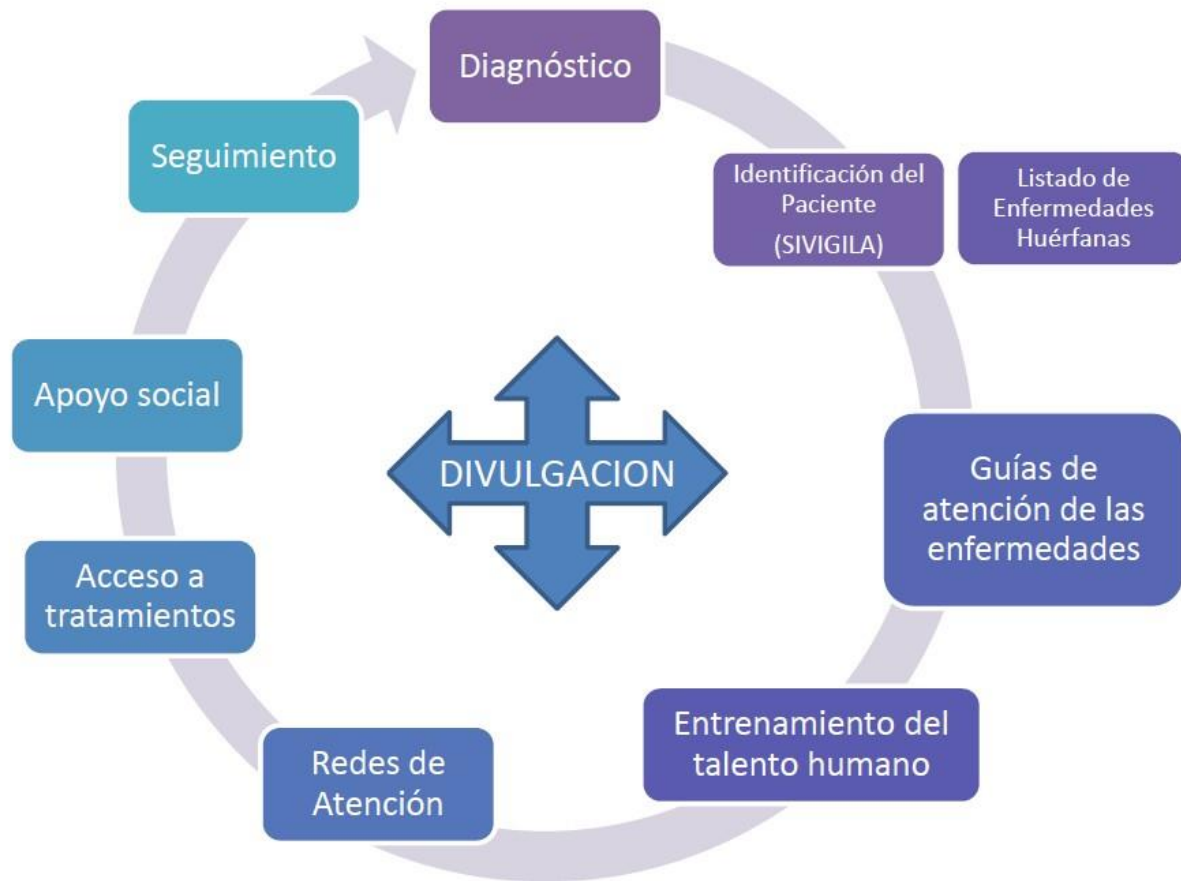 Diagnóstico
Identificación del
Paciente
(SIVIGILA)
Listado de
Enfermedades
Huérfanas
Guías de
atención de las
enfermedades
Entrenamiento del
talento humano
Redes de
Atención
Acceso a
tratamientos
Apoyo social
Seguimiento
DIVULGACION